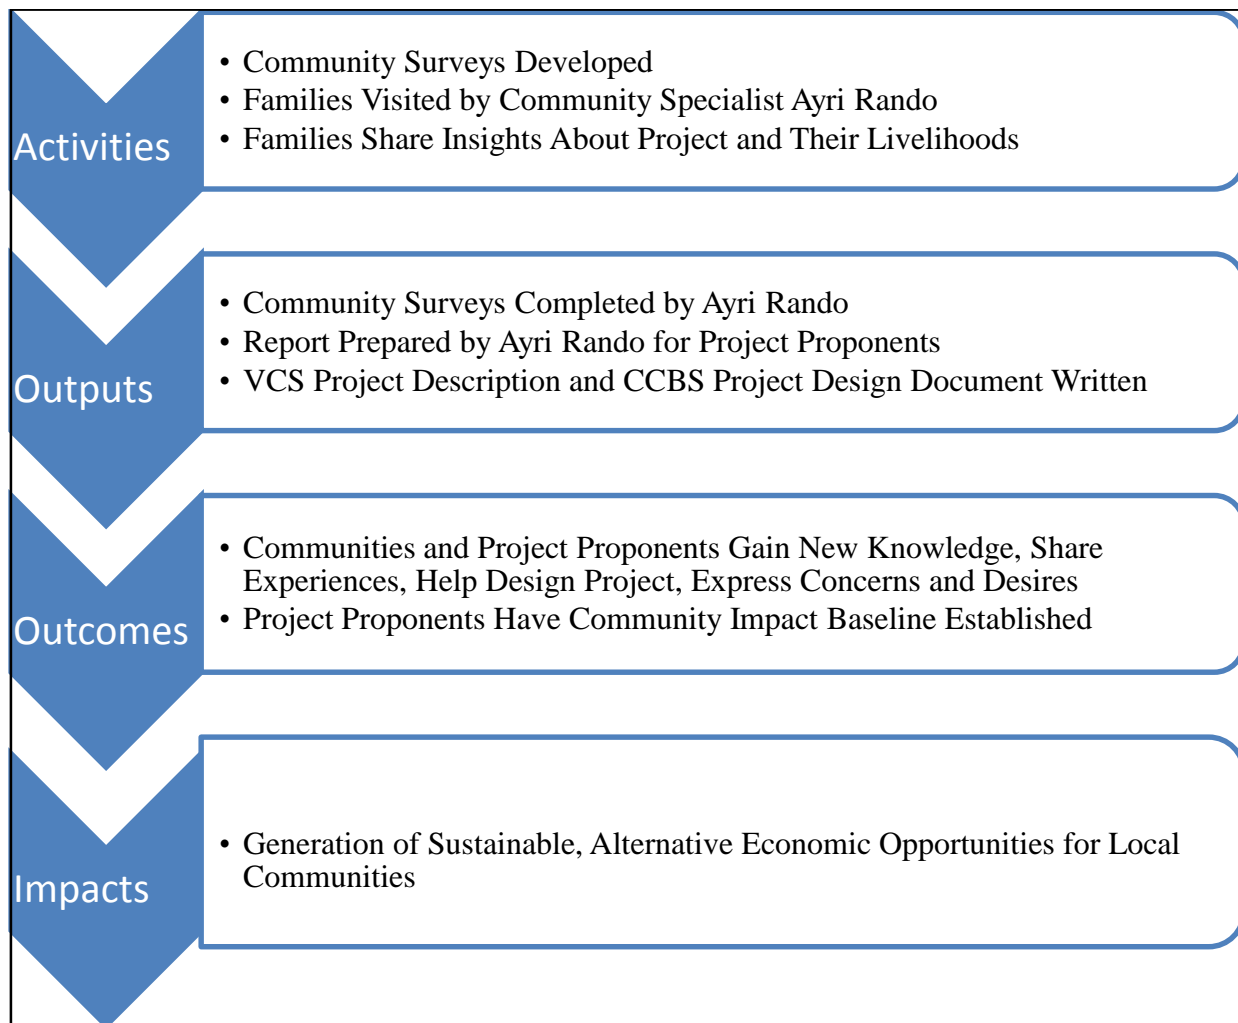 Activities
• Community Surveys Developed
• Families Visited by Community Specialist Ayri Rando
• Families Share Insights About Project and Their Livelihoods
Outputs
• Community Surveys Completed by Ayri Rando
• Report Prepared by Ayri Rando for Project Proponents
• VCS Project Description and CCBS Project Design Document Written
Outcomes
• Communities and Project Proponents Gain New Knowledge, Share
Experiences, Help Design Project, Express Concerns and Desires
• Project Proponents Have Community Impact Baseline Established
Impacts
• Generation of Sustainable, Alternative Economic Opportunities for Local
Communities